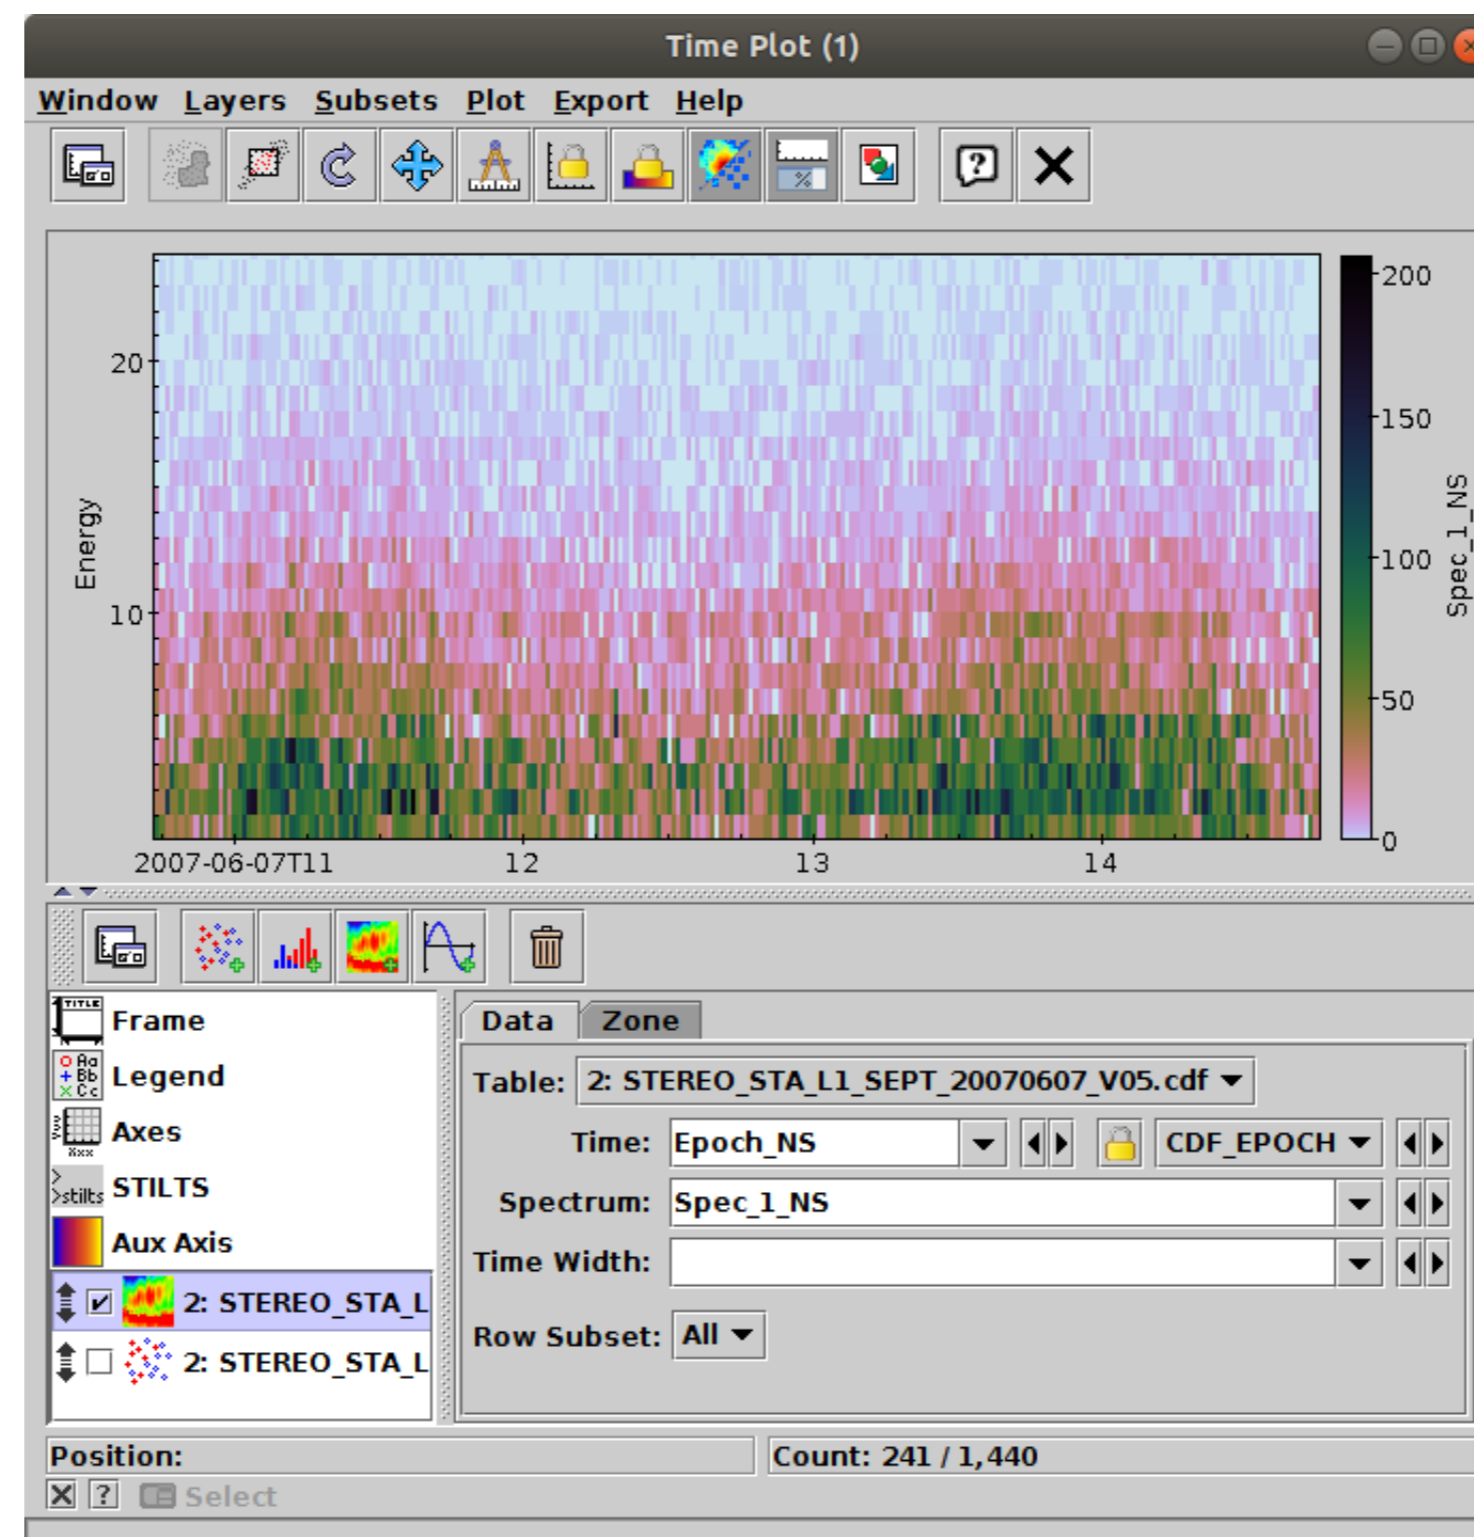 Time Plot (1)
Window Layers Subsets Plot Export Help
200
150
100
50
0
Spec_1_NS
20
10
Energy
2007-06-07T11 12 13 14
Frame
Legend
Axes
STILTS
Aux Axis
2: STEREO_STA_L
2: STEREO_STA_L
Data Zone
Table: 2: STEREO_STA_L1_SEPT_20070607_V05.cdf
Time: Epoch_NS CDF_EPOCH
Spectrum: Spec_1_NS
Time Width:
Row Subset: All
Position:
Count: 241 / 1,440
Select